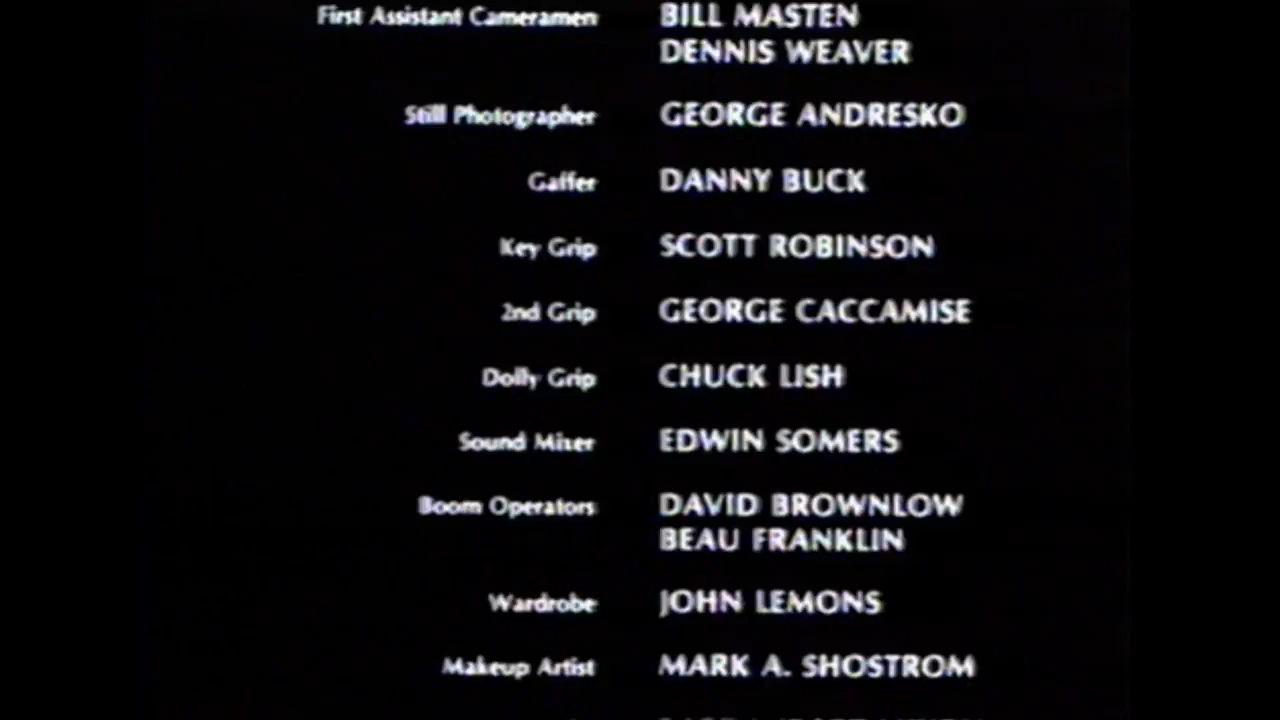 First Assistant Cameramen BILL MASTEN
DENNIS WEAVER
Still Photographer GEORGE ANDRESKO
Gaffer DANNY BUCK
Key Grip SCOTT ROBINSON
2nd Grip GEORGE CACCAMISE
Dolly Grip CHUCK LISH
Sound Mixer EDWIN SOMERS
Boom Operators DAVID BROWNLOW
BEAU FRANKLIN
Wardrobe JOHN LEMONS
Makeup Artist MARK A. SHOSTROM